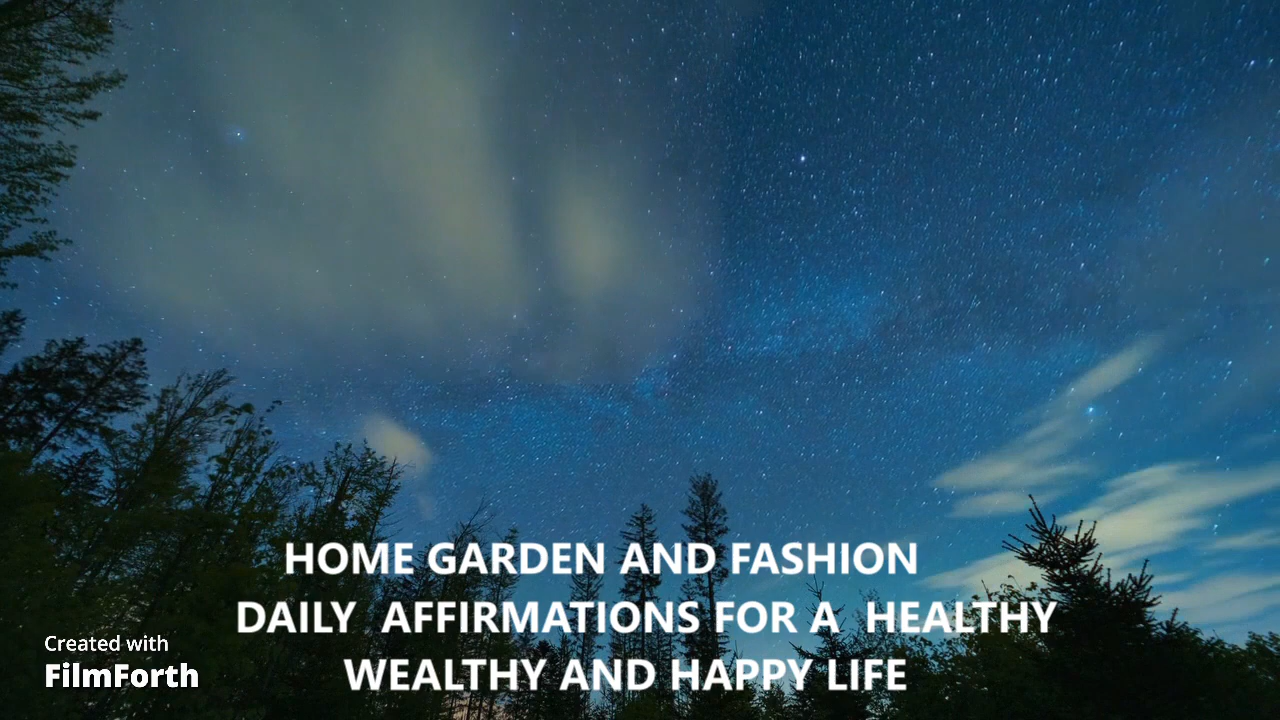 HOME GARDEN AND FASHION
DAILY AFFIRMATIONS FOR A HEALTHY
WEALTHY AND HAPPY LIFE
Created with
FilmForth